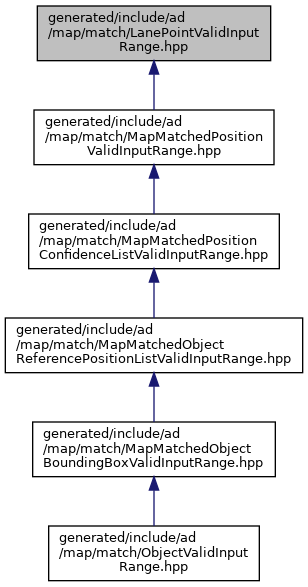 generated/include/ad
/map/match/LanePointValidInput
Range.hpp
generated/include/ad
/map/match/MapMatchedPosition
ValidInputRange.hpp
generated/include/ad
/map/match/MapMatchedPosition
ConfidenceListValidInputRange.hpp
generated/include/ad
/map/match/MapMatchedObject
ReferencePositionListValidInputRange.hpp
generated/include/ad
/map/match/MapMatchedObject
BoundingBoxValidInputRange.hpp
generated/include/ad
/map/match/ObjectValidInput
Range.hpp